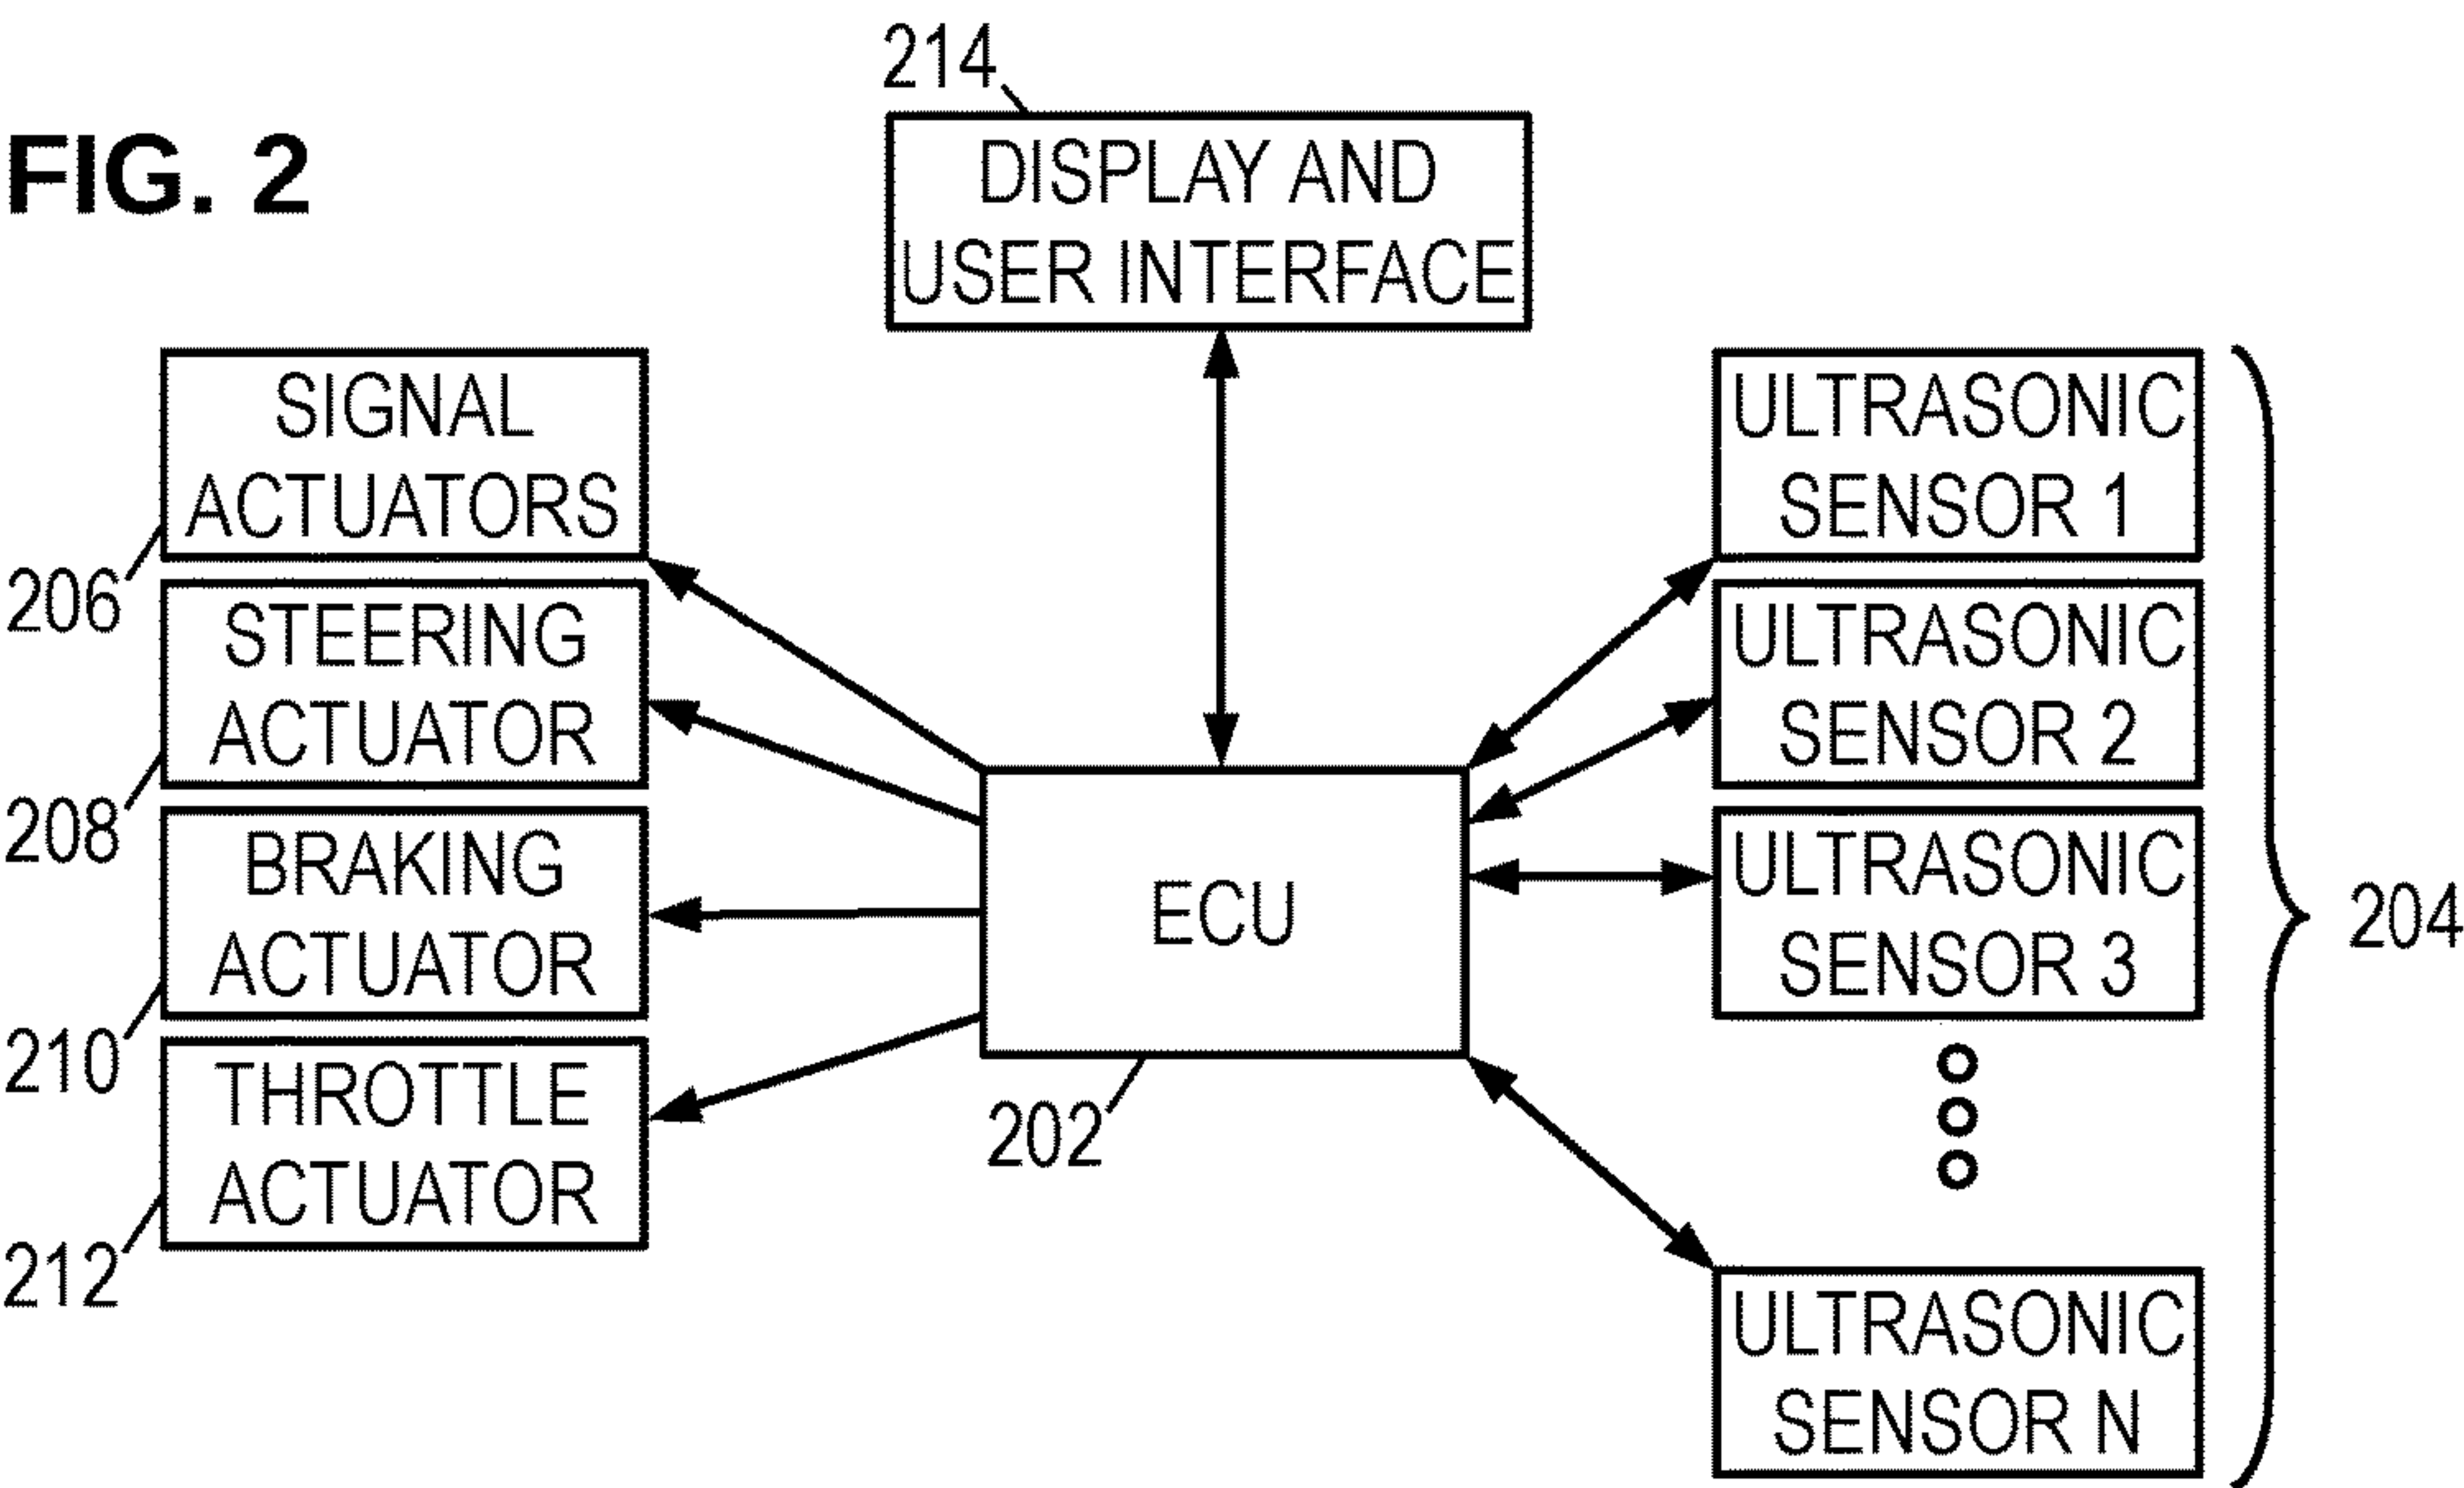 FIG. 2
214
DISPLAY AND
USER INTERFACE
SIGNAL
ACTUATORS
206
STEERING
ACTUATOR
208
BRAKING
ACTUATOR
210
THROTTLE
ACTUATOR
212
ECU
202
ULTRASONIC
SENSOR 1
ULTRASONIC
SENSOR 2
ULTRASONIC
SENSOR 3
ULTRASONIC
SENSOR N
204